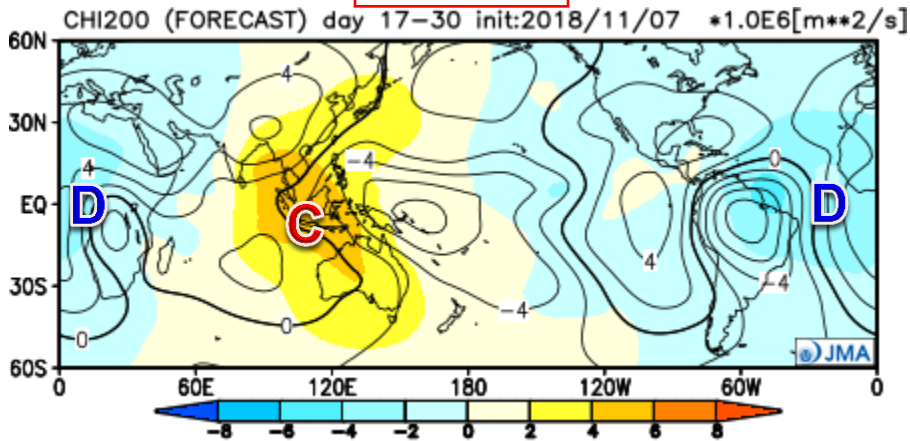 CHI200 (FORECAST) day 17-30 init:2018/11/07 *1.0E6[m**2/s]
60N
4
30N
4
-4
0
EQ
D
C
D
4
30S
-4
-4
0
0
JMA
60S
0 60E 120E 180 120W 60W 0
-8 -6 -4 -2 0 2 4 6 8